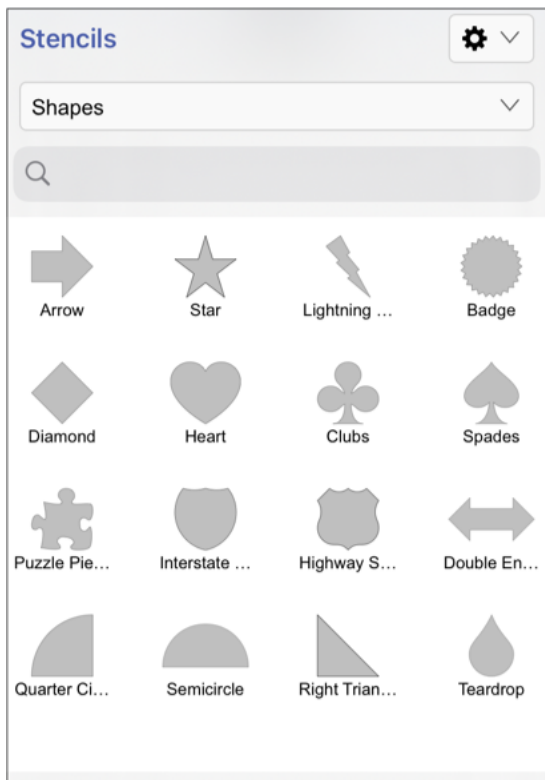 Stencils
Shapes
Arrow
Star
Lightning ...
Badge
Diamond
Heart
Clubs
Spades
Puzzle Pie...
Interstate ...
Highway S...
Double En...
Quarter Ci...
Semicircle
Right Trian...
Teardrop